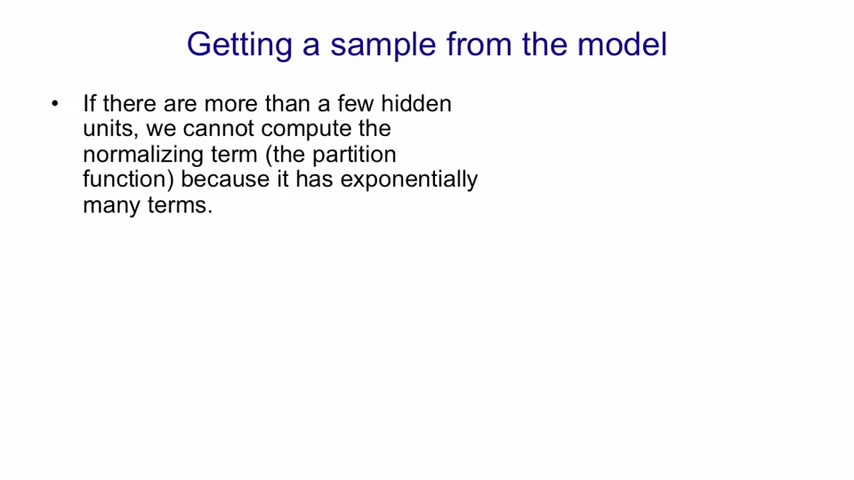 Getting a sample from the model
• If there are more than a few hidden
units, we cannot compute the
normalizing term (the partition
function) because it has exponentially
many terms.